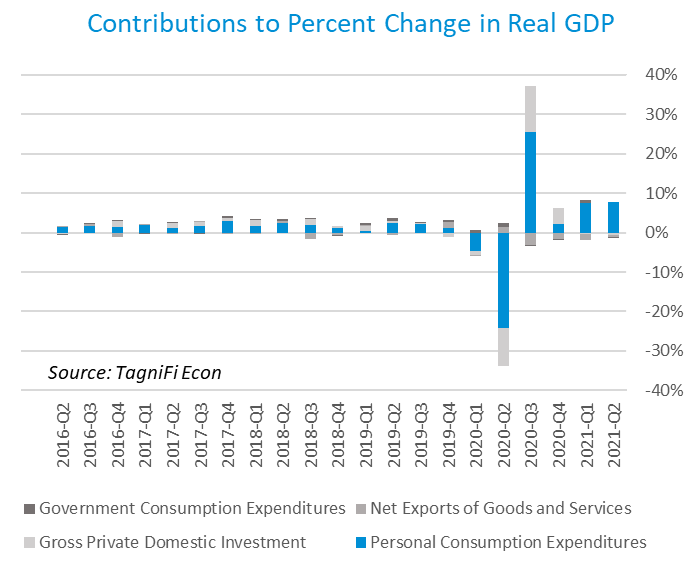 Contributions to Percent Change in Real GDP
40%
30%
20%
10%
0%
-10%
-20%
-30%
-40%
Source: TagniFi Econ
2016-Q2 2016-Q3 2016-Q4 2017-Q1 2017-Q2 2017-Q3 2017-Q4 2018-Q1 2018-Q2 2018-Q3 2018-Q4 2019-Q1 2019-Q2 2019-Q3 2019-Q4 2020-Q1 2020-Q2 2020-Q3 2020-Q4 2021-Q1 2021-Q2
Government Consumption Expenditures Net Exports of Goods and Services
Gross Private Domestic Investment Personal Consumption Expenditures